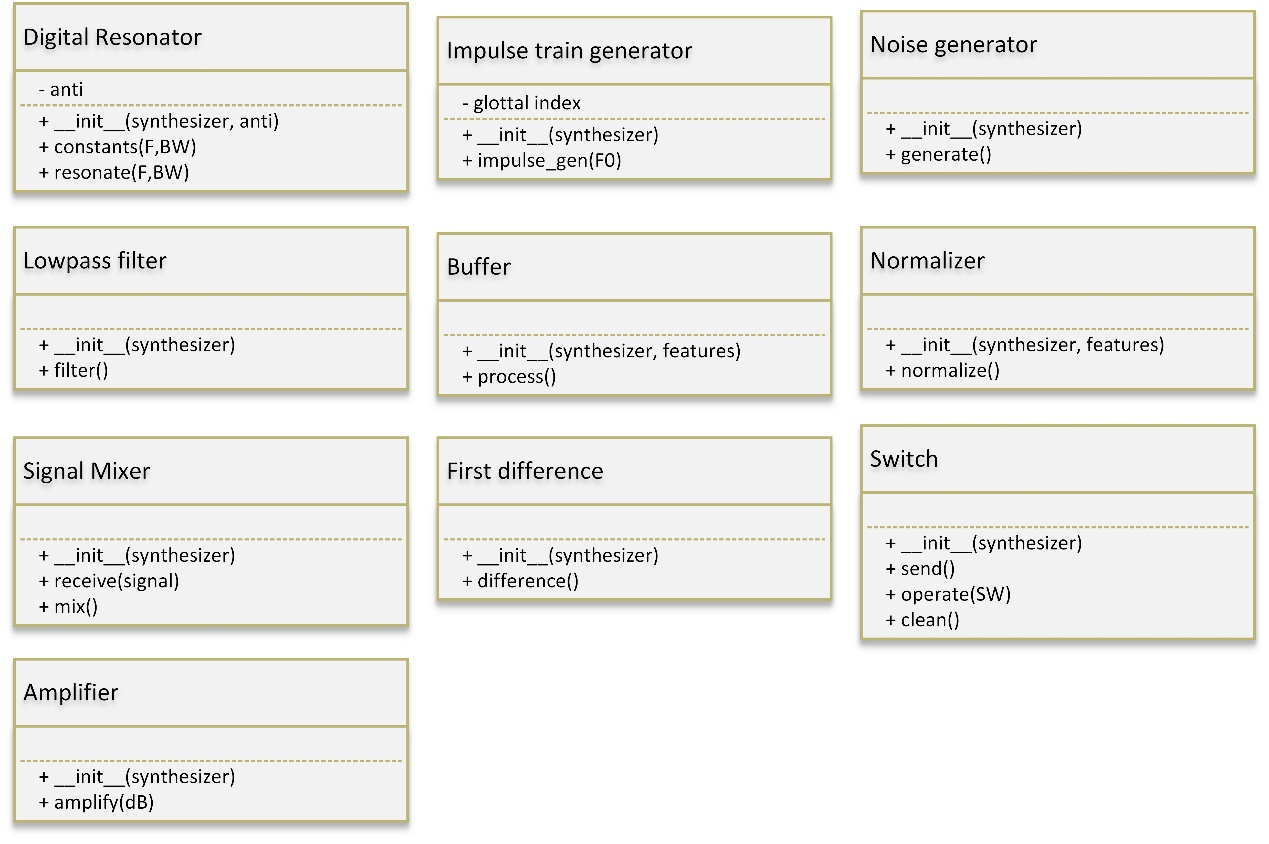 Digital Resonator
- anti
+ __init__(synthesizer, anti)
+ constants(F,BW)
+ resonate(F,BW)
Impulse train generator
- glottal index
+ __init__(synthesizer)
+ impulse_gen(F0)
Noise generator
+ __init__(synthesizer)
+ generate()
Lowpass filter
+ __init__(synthesizer)
+ filter()
Buffer
+ __init__(synthesizer, features)
+ process()
Normalizer
+ __init__(synthesizer, features)
+ normalize()
Signal Mixer
+ __init__(synthesizer)
+ receive(signal)
+ mix()
First difference
+ __init__(synthesizer)
+ difference()
Switch
+ __init__(synthesizer)
+ send()
+ operate(SW)
+ clean()
Amplifier
+ __init__(synthesizer)
+ amplify(dB)